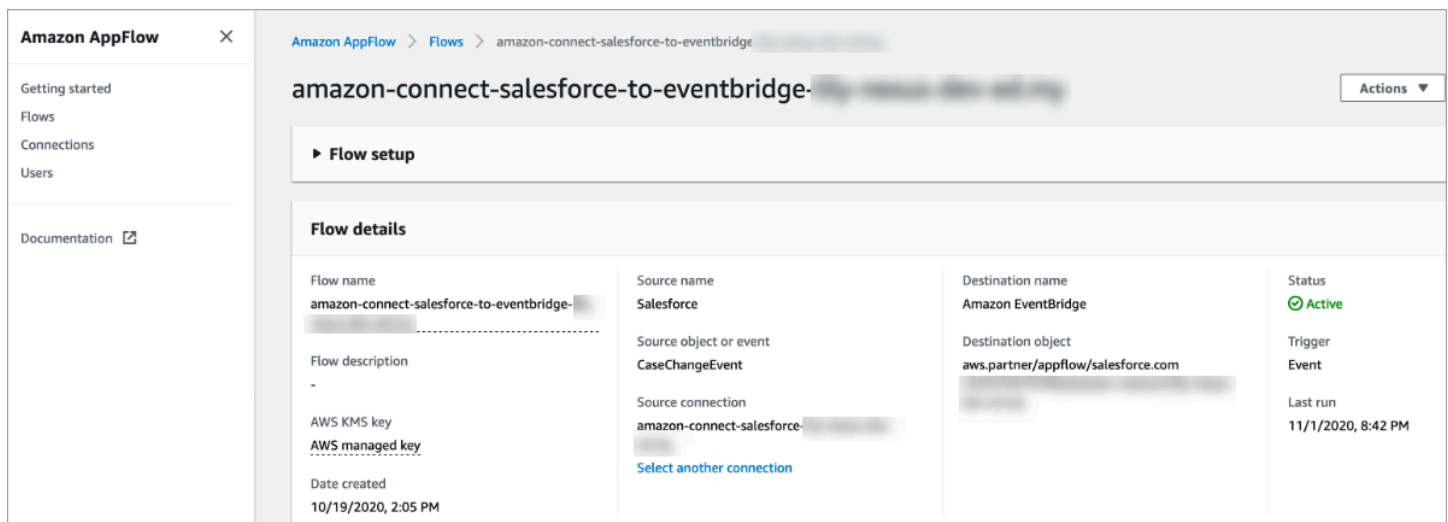 Amazon AppFlow
Getting started
Flows
Connections
Users
Documentation
Amazon AppFlow > Flows > amazon-connect-salesforce-to-eventbridge
amazon-connect-salesforce-to-eventbridge-
Actions ▼
▶ Flow setup
Flow details
Flow name
amazon-connect-salesforce-to-eventbridge-
Flow description
-
AWS KMS key
AWS managed key
Date created
10/19/2020, 2:05 PM
Source name
Salesforce
Source object or event
CaseChangeEvent
Source connection
amazon-connect-salesforce-
Select another connection
Destination name
Amazon EventBridge
Destination object
aws.partner/appflow/salesforce.com
Status
Active
Trigger
Event
Last run
11/1/2020, 8:42 PM